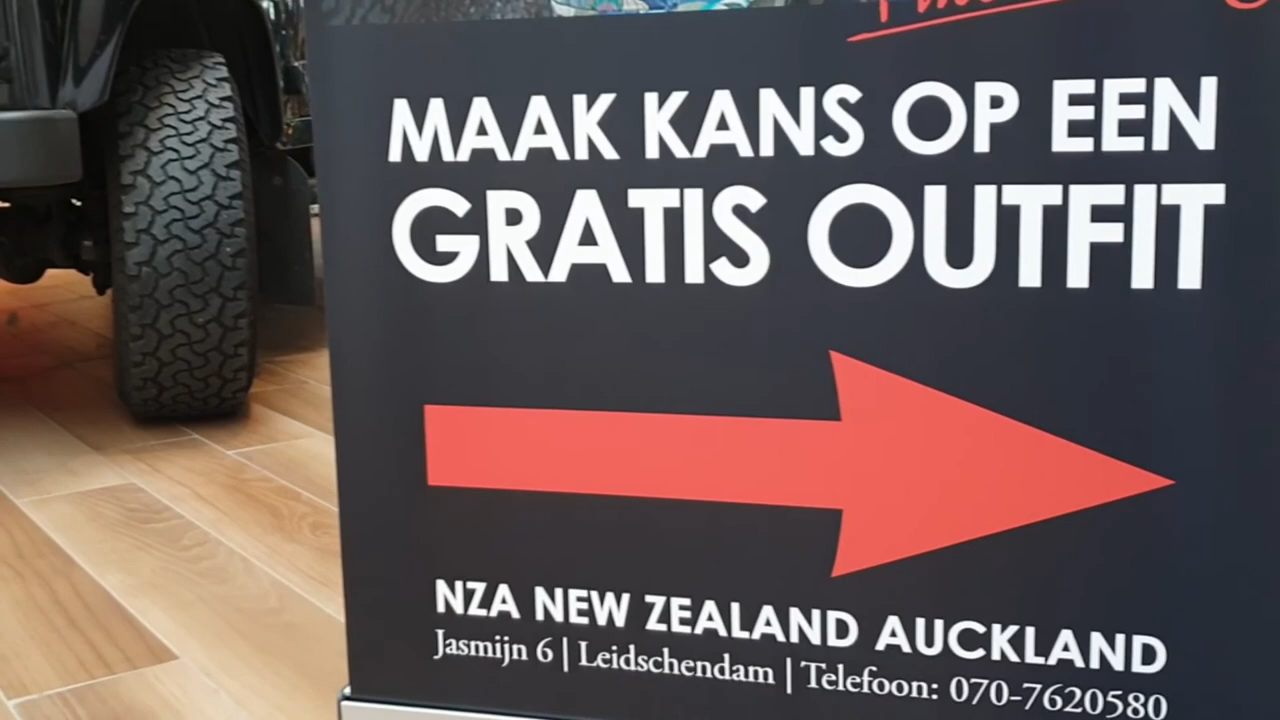 MAAK KANS OP EEN
GRATIS OUTFIT
NZA NEW ZEALAND AUCKLAND
Jasmijn 6 | Leidschendam | Telefoon: 070-7620580